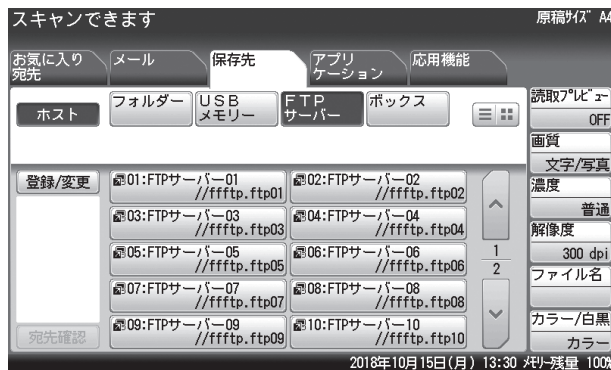 スキャンできます
原稿ｻｲｽﾞ A4
お気に入り
宛先
メール
保存先
アプリ
ケーション
応用機能
ホスト
フォルダー
USB
メモリー
FTP
サーバー
ボックス
読取ﾌﾟﾚﾋﾞｭｰ
OFF
画質
文字/写真
登録/変更
01:FTPサーバー01
//ffftp.ftp01
02:FTPサーバー02
//ffftp.ftp02
濃度
普通
03:FTPサーバー03
//ffftp.ftp03
04:FTPサーバー04
//ffftp.ftp04
解像度
300 dpi
05:FTPサーバー05
//ffftp.ftp05
06:FTPサーバー06
//ffftp.ftp06
1
2
ファイル名
07:FTPサーバー07
//ffftp.ftp07
08:FTPサーバー08
//ffftp.ftp08
09:FTPサーバー09
//ffftp.ftp09
10:FTPサーバー10
//ffftp.ftp10
カラー/白黒
カラー
宛先確認
2018年10月15日(月) 13:30 ﾒﾓﾘｰ残量 100%